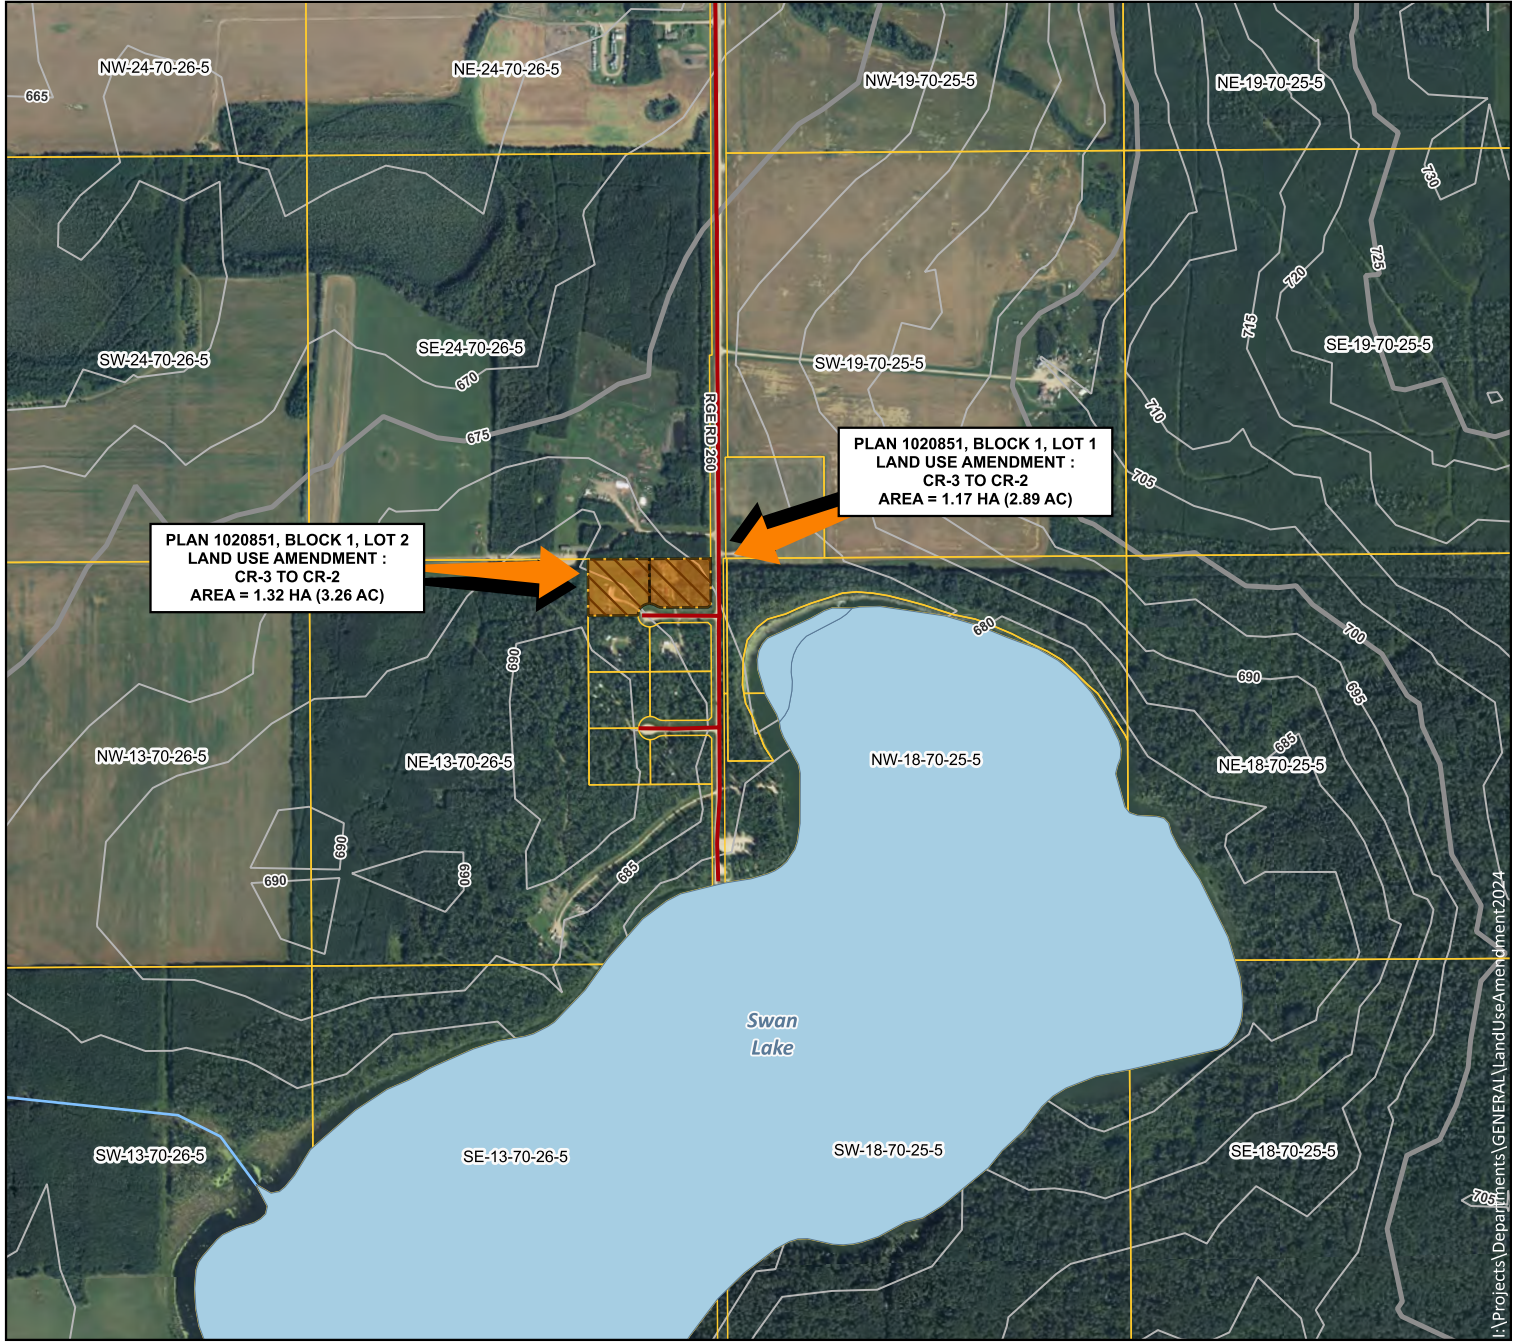 NW-24-70-26-5
NE-24-70-26-5
NW-19-70-25-5
NE-19-70-25-5
665
730
725
720
715
SW-24-70-26-5
SE-24-70-26-5
SW-19-70-25-5
SE-19-70-25-5
670
675
710
705
RGE RD 260
PLAN 1020851, BLOCK 1, LOT 1
LAND USE AMENDMENT :
CR-3 TO CR-2
AREA = 1.17 HA (2.89 AC)
PLAN 1020851, BLOCK 1, LOT 2
LAND USE AMENDMENT :
CR-3 TO CR-2
AREA = 1.32 HA (3.26 AC)
680
700
690
690
695
685
NW-13-70-26-5
NE-13-70-26-5
NW-18-70-25-5
NE-18-70-25-5
690
690
690
685
Swan
Lake
SW-13-70-26-5
SE-13-70-26-5
SW-18-70-25-5
SE-18-70-25-5
705
I:\Projects\Departments\GENERAL\LandUseAmendment2024